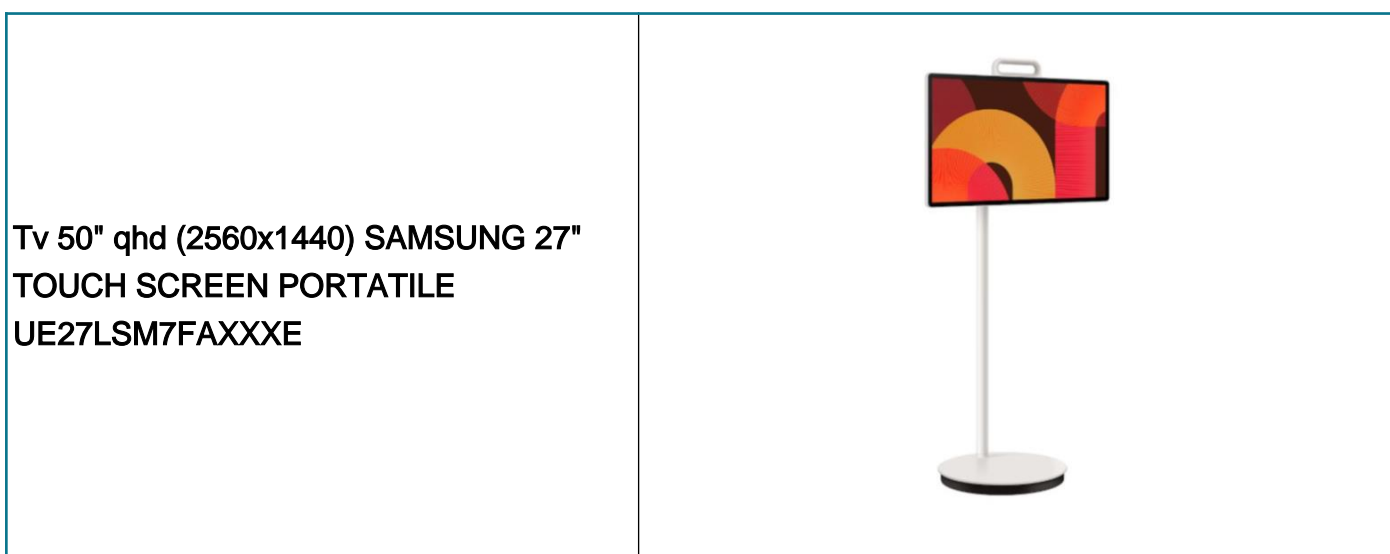 Tv 50" qhd (2560x1440) SAMSUNG 27"
TOUCH SCREEN PORTATILE
UE27LSM7FAXXXE